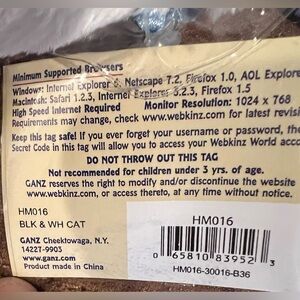 Minimum Supported Browsers
Windows: Internet Explorer 6, Netscape 7.2, Firefox 1.0, AOL Explore
Macintosh: Safari 1.2.3, Internet Explorer 5.2.3, Firefox 1.5
High Speed Internet Required Monitor Resolution: 1024 x 768
Requirements may change, check www.webkinz.com for latest revisi
Keep this tag safe! If you ever forget your username or password, the
Secret Code in this tag will allow you to access your Webkinz World acco
DO NOT THROW OUT THIS TAG
Not recommended for children under 3 yrs. of age.
GANZ reserves the right to modify and/or discontinue the website
www.webkinz.com, or access thereto, at any time without notice.
HM016
BLK & WH CAT
GANZ Cheektowaga, N.Y.
14227-9903
www.ganz.com
Product made in China
HM016
0 65810 83952 3
HM016-30016-B36